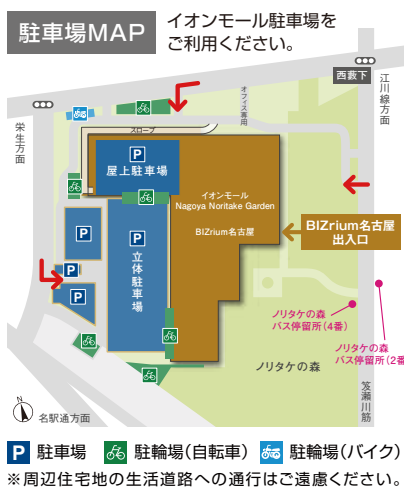 駐車場MAP
イオンモール駐車場を
ご利用ください。
西藪下
江川線方面
栄生方面
オフィス専用
スロープ
P
屋上駐車場
イオンモール
Nagoya Noritake Garden
BIZrium名古屋
BIZrium名古屋
出入口
P
立体駐車場
P
P
P
ノリタケの森
バス停留所(4番)
ノリタケの森
バス停留所(2番
ノリタケの森
笈瀬川筋
N
名駅通方面
P 駐車場 駐輪場(自転車) 駐輪場(バイク)
※周辺住宅地の生活道路への通行はご遠慮ください。